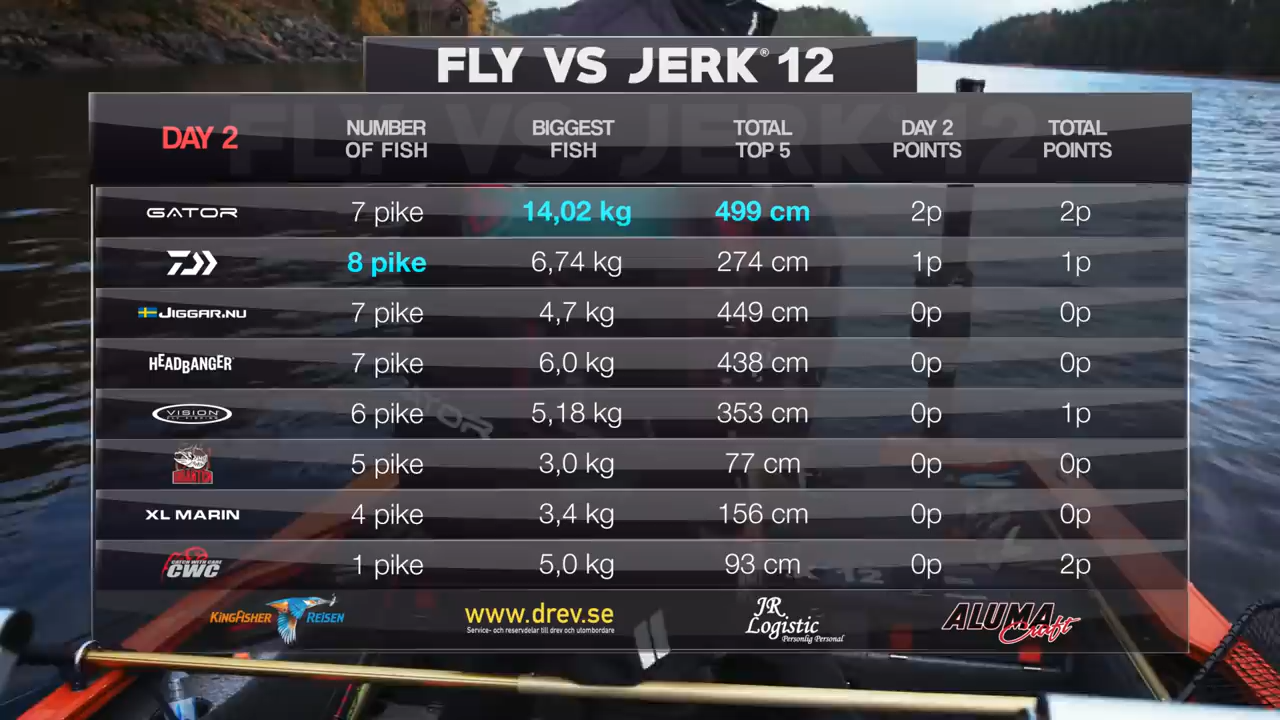 FLY VS JERK® 12
DAY 2
NUMBER OF FISH
BIGGEST FISH
TOTAL TOP 5
DAY 2 POINTS
TOTAL POINTS
GATOR 7 pike 14,02 kg 499 cm 2p 2p
8 pike 6,74 kg 274 cm 1p 1p
JIGGAR.NU 7 pike 4,7 kg 449 cm 0p 0p
HEADBANGER 7 pike 6,0 kg 438 cm 0p 0p
VISION 6 pike 5,18 kg 353 cm 0p 1p
5 pike 3,0 kg 77 cm 0p 0p
XL MARIN 4 pike 3,4 kg 156 cm 0p 0p
CATCH WITH CARE CWC 1 pike 5,0 kg 93 cm 0p 2p
KINGFISHER REISEN
www.drev.se
Service- och reservdelar till drev och utombordare
JR. Logistic
Personlig Personal
ALUMA Craft